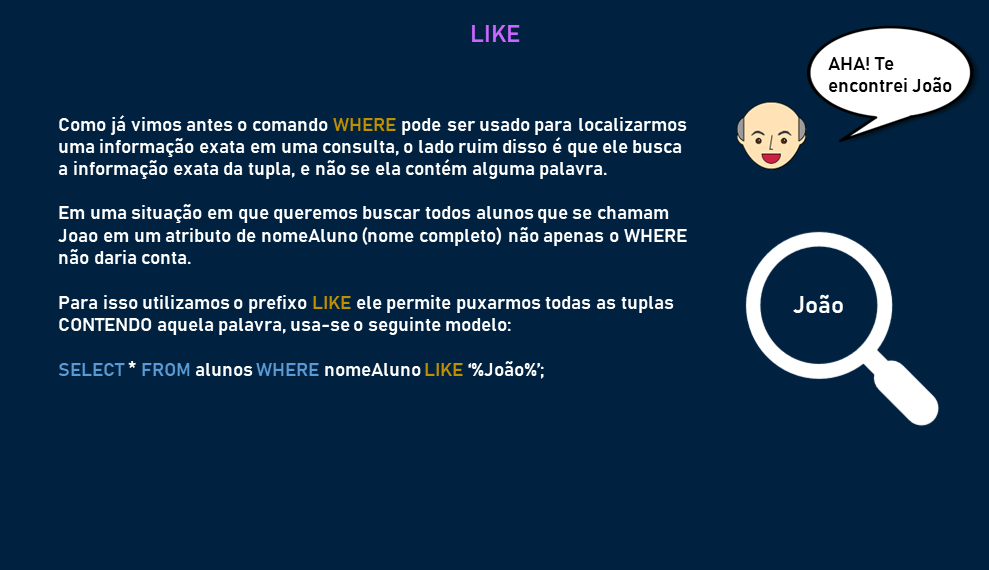 LIKE
AHA! Te
encontrei João
Como já vimos antes o comando WHERE pode ser usado para localizarmos
uma informação exata em uma consulta, o lado ruim disso é que ele busca
a informação exata da tupla, e não se ela contém alguma palavra.
Em uma situação em que queremos buscar todos alunos que se chamam
Joao em um atributo de nomeAluno (nome completo) não apenas o WHERE
não daria conta.
Para isso utilizamos o prefixo LIKE ele permite puxarmos todas as tuplas
CONTENDO aquela palavra, usa-se o seguinte modelo:
SELECT * FROM alunos WHERE nomeAluno LIKE ‘%João%’;
João